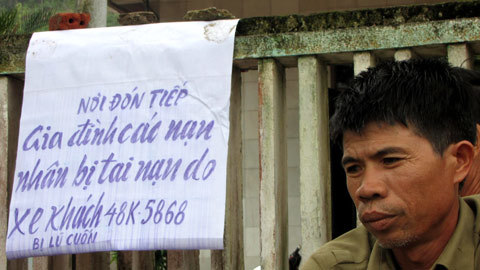 NƠI ĐÓN TIẾP
Gia đình các nạn
nhân bị tai nạn do
xe khách 48K-5868
BỊ LŨ CUỐN